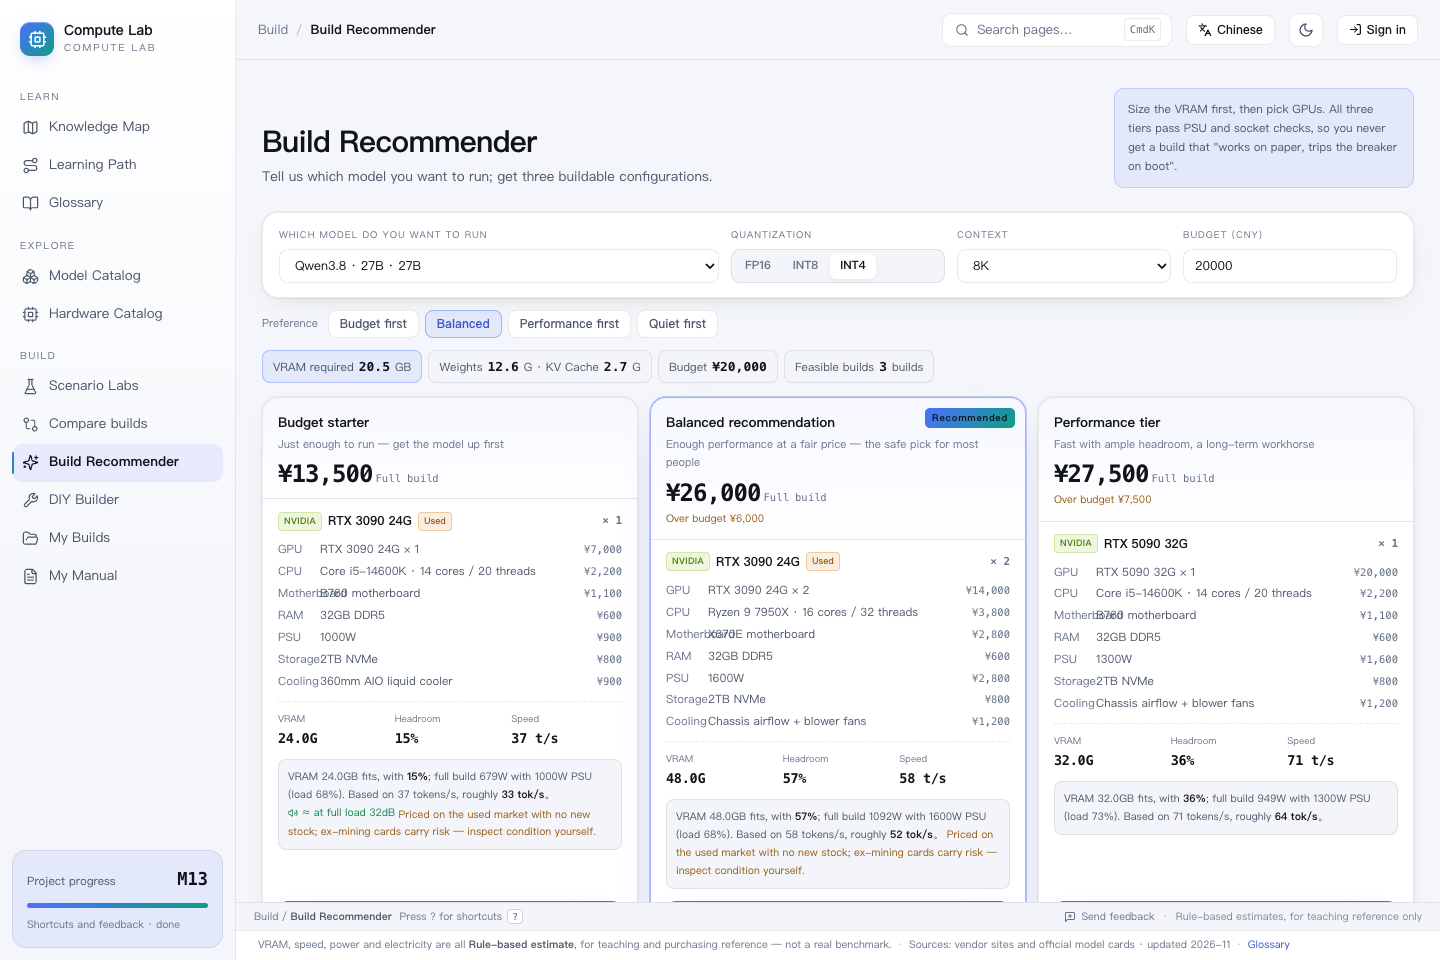 Compute Lab
COMPUTE LAB
LEARN
Knowledge Map
Learning Path
Glossary
EXPLORE
Model Catalog
Hardware Catalog
BUILD
Scenario Labs
Compare builds
Build Recommender
DIY Builder
My Builds
My Manual
Project progress M13
Shortcuts and feedback · done
Build / Build Recommender
Search pages... CmdK
Chinese
Sign in
Build Recommender
Tell us which model you want to run; get three buildable configurations.
Size the VRAM first, then pick GPUs. All three
tiers pass PSU and socket checks, so you never
get a build that "works on paper, trips the breaker
on boot".
WHICH MODEL DO YOU WANT TO RUN
Qwen3.8 · 27B · 27B
QUANTIZATION
FP16 INT8 INT4
CONTEXT
8K
BUDGET (CNY)
20000
Preference Budget first Balanced Performance first Quiet first
VRAM required 20.5 GB
Weights 12.6 G · KV Cache 2.7 G
Budget ¥20,000
Feasible builds 3 builds
Budget starter
Just enough to run — get the model up first
¥13,500 Full build
NVIDIA RTX 3090 24G Used × 1
GPU RTX 3090 24G × 1 ¥7,000
CPU Core i5-14600K · 14 cores / 20 threads ¥2,200
Motherboard B760 motherboard ¥1,100
RAM 32GB DDR5 ¥600
PSU 1000W ¥900
Storage 2TB NVMe ¥800
Cooling 360mm AIO liquid cooler ¥900
VRAM Headroom Speed
24.0G 15% 37 t/s
VRAM 24.0GB fits, with 15%; full build 679W with 1000W PSU
(load 68%). Based on 37 tokens/s, roughly 33 tok/s。
≈ at full load 32dB Priced on the used market with no new
stock; ex-mining cards carry risk — inspect condition yourself.
Balanced recommendation Recommended
Enough performance at a fair price — the safe pick for most
people
¥26,000 Full build
Over budget ¥6,000
NVIDIA RTX 3090 24G Used × 2
GPU RTX 3090 24G × 2 ¥14,000
CPU Ryzen 9 7950X · 16 cores / 32 threads ¥3,800
Motherboard X670E motherboard ¥2,800
RAM 32GB DDR5 ¥600
PSU 1600W ¥2,800
Storage 2TB NVMe ¥800
Cooling Chassis airflow + blower fans ¥1,200
VRAM Headroom Speed
48.0G 57% 58 t/s
VRAM 48.0GB fits, with 57%; full build 1092W with 1600W PSU
(load 68%). Based on 58 tokens/s, roughly 52 tok/s。 Priced on
the used market with no new stock; ex-mining cards carry risk —
inspect condition yourself.
Performance tier
Fast with ample headroom, a long-term workhorse
¥27,500 Full build
Over budget ¥7,500
NVIDIA RTX 5090 32G × 1
GPU RTX 5090 32G × 1 ¥20,000
CPU Core i5-14600K · 14 cores / 20 threads ¥2,200
Motherboard B760 motherboard ¥1,100
RAM 32GB DDR5 ¥600
PSU 1300W ¥1,600
Storage 2TB NVMe ¥800
Cooling Chassis airflow + blower fans ¥1,200
VRAM Headroom Speed
32.0G 36% 71 t/s
VRAM 32.0GB fits, with 36%; full build 949W with 1300W PSU
(load 73%). Based on 71 tokens/s, roughly 64 tok/s。
Build / Build Recommender Press ? for shortcuts ?
Send feedback · Rule-based estimates, for teaching reference only
VRAM, speed, power and electricity are all Rule-based estimate, for teaching and purchasing reference — not a real benchmark. · Sources: vendor sites and official model cards · updated 2026-11 · Glossary